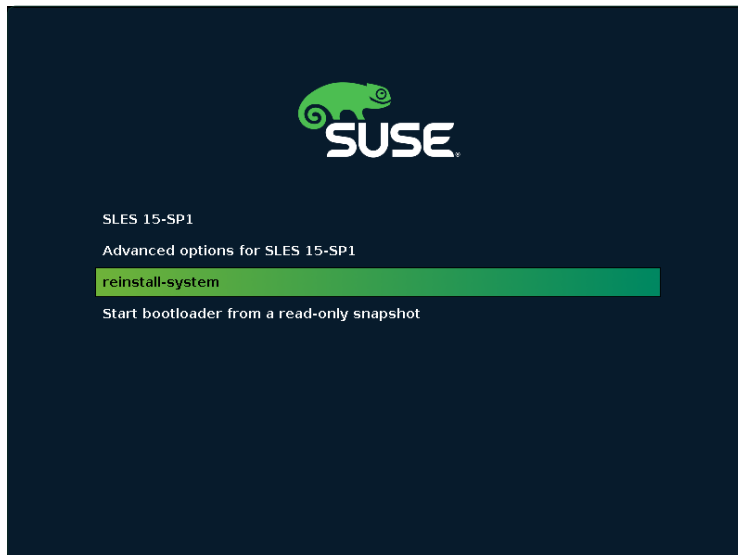 SUSE
SLES 15-SP1
Advanced options for SLES 15-SP1
reinstall-system
Start bootloader from a read-only snapshot